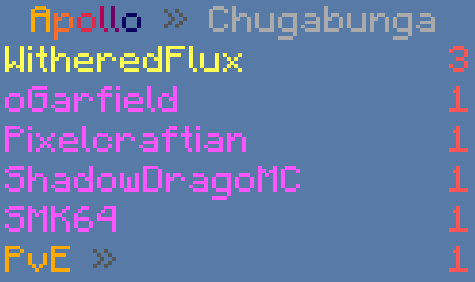 Apollo » Chugabunga
WitheredFlux 3
oGarfield 1
Pixelcraftian 1
ShadowDragoMC 1
SMK64 1
PvE » 1